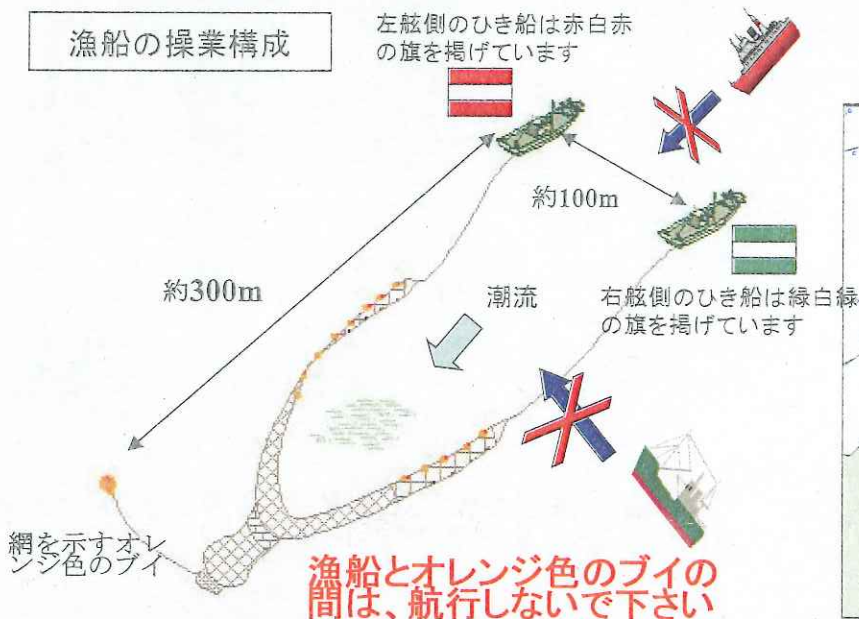 漁船の操業構成
左舷側のひき船は赤白赤
の旗を掲げています
約100m
約300m
潮流
右舷側のひき船は緑白緑
の旗を掲げています
網を示すオレ
ンジ色のブイ
漁船とオレンジ色のブイの
間は、航行しないで下さい